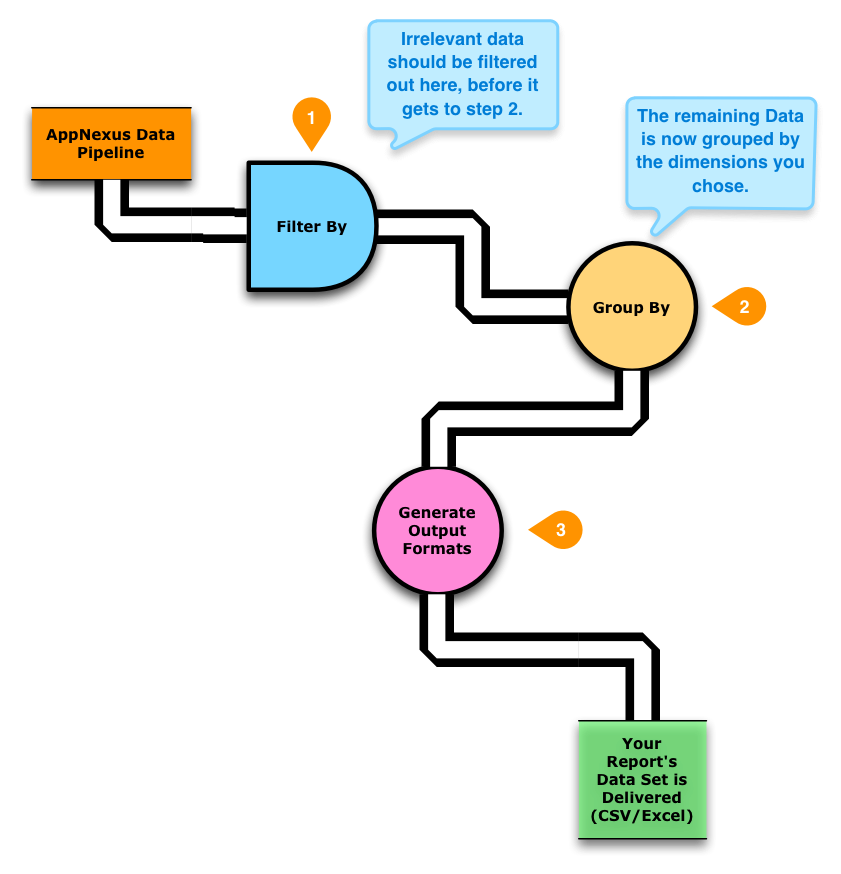 Irrelevant data
should be filtered
out here, before it
gets to step 2.
1
The remaining Data
is now grouped by
the dimensions you
chose.
AppNexus Data
Pipeline
Filter By
Group By
2
Generate
Output
Formats
3
Your
Report's
Data Set is
Delivered
(CSV/Excel)